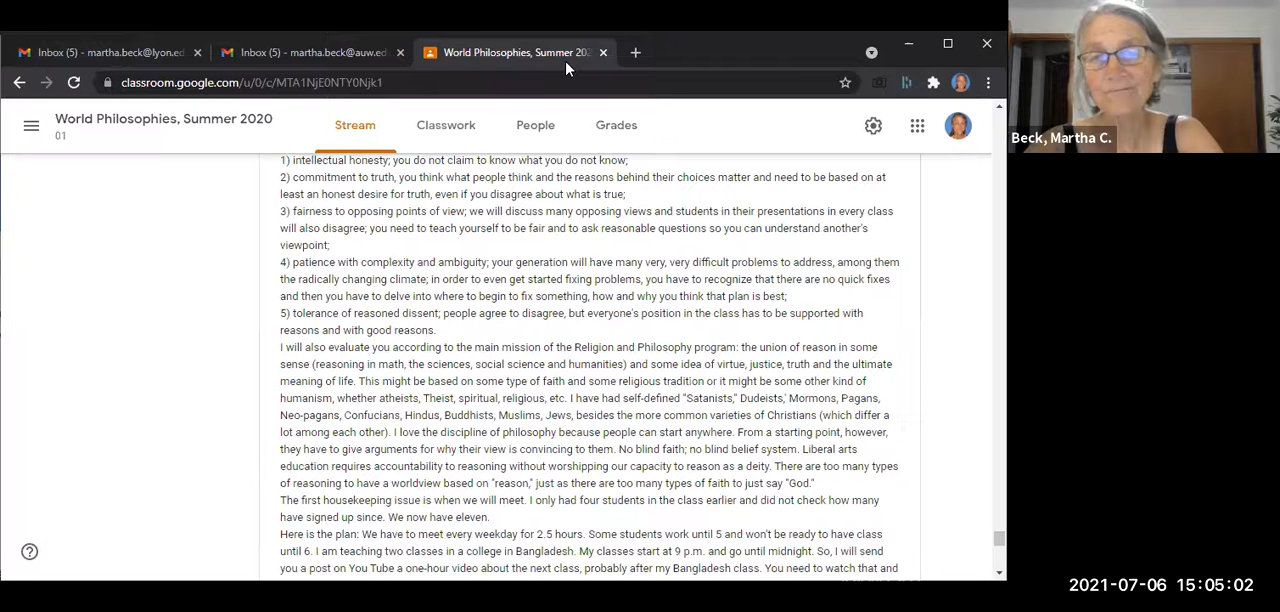 Inbox (5) - martha.beck@lyon.ed
Inbox (5) - martha.beck@auw.ed
World Philosophies, Summer 202
classroom.google.com/u/0/c/MTA1NjE0NTY0Njk1
World Philosophies, Summer 2020
01
Stream
Classwork
People
Grades
Beck, Martha C.
1) intellectual honesty; you do not claim to know what you do not know;
2) commitment to truth, you think what people think and the reasons behind their choices matter and need to be based on at
least an honest desire for truth, even if you disagree about what is true;
3) fairness to opposing points of view; we will discuss many opposing views and students in their presentations in every class
will also disagree; you need to teach yourself to be fair and to ask reasonable questions so you can understand another's
viewpoint;
4) patience with complexity and ambiguity; your generation will have many very, very difficult problems to address, among them
the radically changing climate; in order to even get started fixing problems, you have to recognize that there are no quick fixes
and then you have to delve into where to begin to fix something, how and why you think that plan is best;
5) tolerance of reasoned dissent; people agree to disagree, but everyone's position in the class has to be supported with
reasons and with good reasons.
I will also evaluate you according to the main mission of the Religion and Philosophy program: the union of reason in some
sense (reasoning in math, the sciences, social science and humanities) and some idea of virtue, justice, truth and the ultimate
meaning of life. This might be based on some type of faith and some religious tradition or it might be some other kind of
humanism, whether atheists, Theist, spiritual, religious, etc. I have had self-defined "Satanists," Dudeists,' Mormons, Pagans,
Neo-pagans, Confucians, Hindus, Buddhists, Muslims, Jews, besides the more common varieties of Christians (which differ a
lot among each other). I love the discipline of philosophy because people can start anywhere. From a starting point, however,
they have to give arguments for why their view is convincing to them. No blind faith; no blind belief system. Liberal arts
education requires accountability to reasoning without worshipping our capacity to reason as a deity. There are too many types
of reasoning to have a worldview based on "reason," just as there are too many types of faith to just say "God."
The first housekeeping issue is when we will meet. I only had four students in the class earlier and did not check how many
have signed up since. We now have eleven.
Here is the plan: We have to meet every weekday for 2.5 hours. Some students work until 5 and won't be ready to have class
until 6. I am teaching two classes in a college in Bangladesh. My classes start at 9 p.m. and go until midnight. So, I will send
you a post on You Tube a one-hour video about the next class, probably after my Bangladesh class. You need to watch that and
2021-07-06 15:05:02